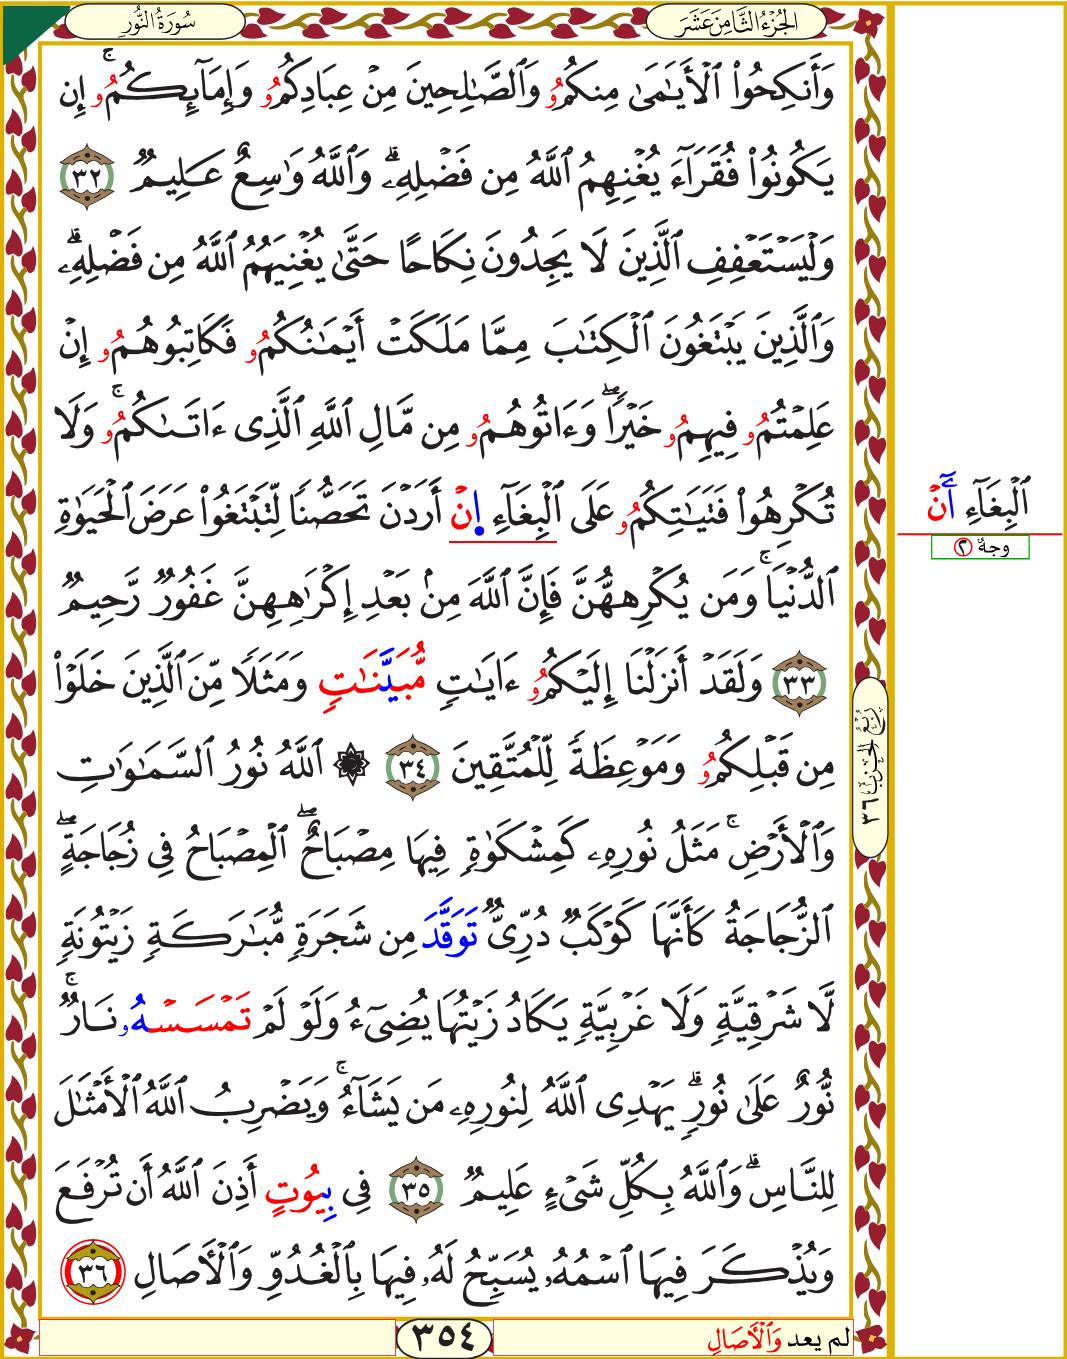 سُورَةُ النُّورِ
الجُزْءُ الثَّامِنَ عَشَرَ
وَأَنكِحُوا۟ ٱلْأَيَـٰمَىٰ مِنكُمُۥ وَٱلصَّـٰلِحِينَ مِنْ عِبَادِكُمُۥ وَإِمَآئِكُمُۥۚ إِن
يَكُونُوا۟ فُقَرَآءَ يُغْنِهِمُ ٱللَّهُ مِن فَضْلِهِۦۗ وَٱللَّهُ وَٰسِعٌ عَلِيمٌ ٣٢
وَلْيَسْتَعْفِفِ ٱلَّذِينَ لَا يَجِدُونَ نِكَاحًا حَتَّىٰ يُغْنِيَهُمُ ٱللَّهُ مِن فَضْلِهِۦۗ
وَٱلَّذِينَ يَبْتَغُونَ ٱلْكِتَـٰبَ مِمَّا مَلَكَتْ أَيْمَـٰنُكُمُۥ فَكَاتِبُوهُمُۥ إِنْ
عَلِمْتُمُۥ فِيهِمُۥ خَيْرًاۖ وَءَاتُوهُمُۥ مِن مَّالِ ٱللَّهِ ٱلَّذِى ءَاتَىٰكُمُۥۚ وَلَا
تُكْرِهُوا۟ فَتَيَـٰتِكُمُۥ عَلَى ٱلْبِغَآءِ اِنْ أَرَدْنَ تَحَصُّنًا لِّتَبْتَغُوا۟ عَرَضَ ٱلْحَيَوٰةِ
ٱلدُّنْيَاۚ وَمَن يُكْرِههُّنَّ فَإِنَّ ٱللَّهَ مِنۢ بَعْدِ إِكْرَٰهِهِنَّ غَفُورٌ رَّحِيمٌ
٣٣ وَلَقَدْ أَنزَلْنَا إِلَيْكُمُۥ ءَايَـٰتٍ مُّبَيَّنَـٰتٍ وَمَثَلًا مِّنَ ٱلَّذِينَ خَلَوْا۟
مِن قَبْلِكُمُۥ وَمَوْعِظَةً لِّلْمُتَّقِينَ ٣٤ ۞ ٱللَّهُ نُورُ ٱلسَّمَـٰوَٰتِ
وَٱلْأَرْضِۚ مَثَلُ نُورِهِۦ كَمِشْكَوٰةٍ فِيهَا مِصْبَاحٌۖ ٱلْمِصْبَاحُ فِى زُجَاجَةٍۖ
ٱلزُّجَاجَةُ كَأَنَّهَا كَوْكَبٌ دُرِّىٌّ تَوَقَّدَ مِن شَجَرَةٍ مُّبَـٰرَكَةٍ زَيْتُونَةٍ
لَّا شَرْقِيَّةٍ وَلَا غَرْبِيَّةٍ يَكَادُ زَيْتُهَا يُضِىٓءُ وَلَوْ لَمْ تَمْسَسْهُۥ نَارٌۚ
نُّورٌ عَلَىٰ نُورٍۗ يَهْدِى ٱللَّهُ لِنُورِهِۦ مَن يَشَآءُۚ وَيَضْرِبُ ٱللَّهُ ٱلْأَمْثَـٰلَ
لِلنَّاسِۗ وَٱللَّهُ بِكُلِّ شَىْءٍ عَلِيمٌ ٣٥ فِى بِيُوتٍ أَذِنَ ٱللَّهُ أَن تُرْفَعَ
وَيُذْكَرَ فِيهَا ٱسْمُهُۥ يُسَبِّحُ لَهُۥ فِيهَا بِٱلْغُدُوِّ وَٱلْأَصَالِ ٣٦
ٱلْبِغَآءِ آَنْ
وجهٌ ٢
رُبُعُ الحِزْبِ ٣٦
لم يعد وَٱلْأَصَالِ
٣٥٤